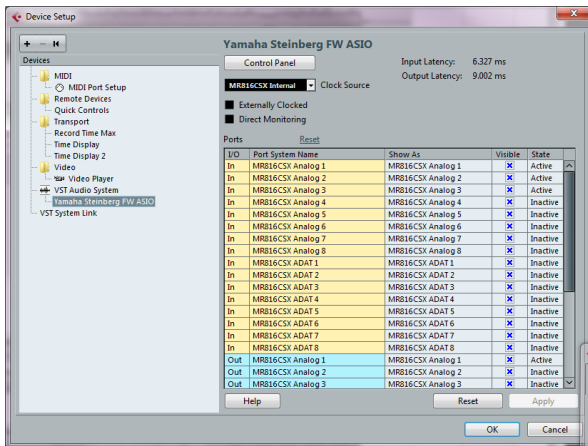 Device Setup
Yamaha Steinberg FW ASIO
Devices
Control Panel
Input Latency: 6.327 ms
Output Latency: 9.002 ms
MIDI
MIDI Port Setup
Remote Devices
Quick Controls
Transport
Record Time Max
Time Display
Time Display 2
Video
Video Player
VST Audio System
Yamaha Steinberg FW ASIO
VST System Link
MR816CSX Internal Clock Source
Externally Clocked
Direct Monitoring
Ports Reset
I/O Port System Name Show As Visible State
In MR816CSX Analog 1 MR816CSX Analog 1 Active
In MR816CSX Analog 2 MR816CSX Analog 2 Active
In MR816CSX Analog 3 MR816CSX Analog 3 Active
In MR816CSX Analog 4 MR816CSX Analog 4 Inactive
In MR816CSX Analog 5 MR816CSX Analog 5 Inactive
In MR816CSX Analog 6 MR816CSX Analog 6 Inactive
In MR816CSX Analog 7 MR816CSX Analog 7 Inactive
In MR816CSX Analog 8 MR816CSX Analog 8 Inactive
In MR816CSX ADAT 1 MR816CSX ADAT 1 Inactive
In MR816CSX ADAT 2 MR816CSX ADAT 2 Inactive
In MR816CSX ADAT 3 MR816CSX ADAT 3 Inactive
In MR816CSX ADAT 4 MR816CSX ADAT 4 Inactive
In MR816CSX ADAT 5 MR816CSX ADAT 5 Inactive
In MR816CSX ADAT 6 MR816CSX ADAT 6 Inactive
In MR816CSX ADAT 7 MR816CSX ADAT 7 Inactive
In MR816CSX ADAT 8 MR816CSX ADAT 8 Inactive
Out MR816CSX Analog 1 MR816CSX Analog 1 Active
Out MR816CSX Analog 2 MR816CSX Analog 2 Inactive
Out MR816CSX Analog 3 MR816CSX Analog 3 Inactive
Help Reset Apply
OK Cancel